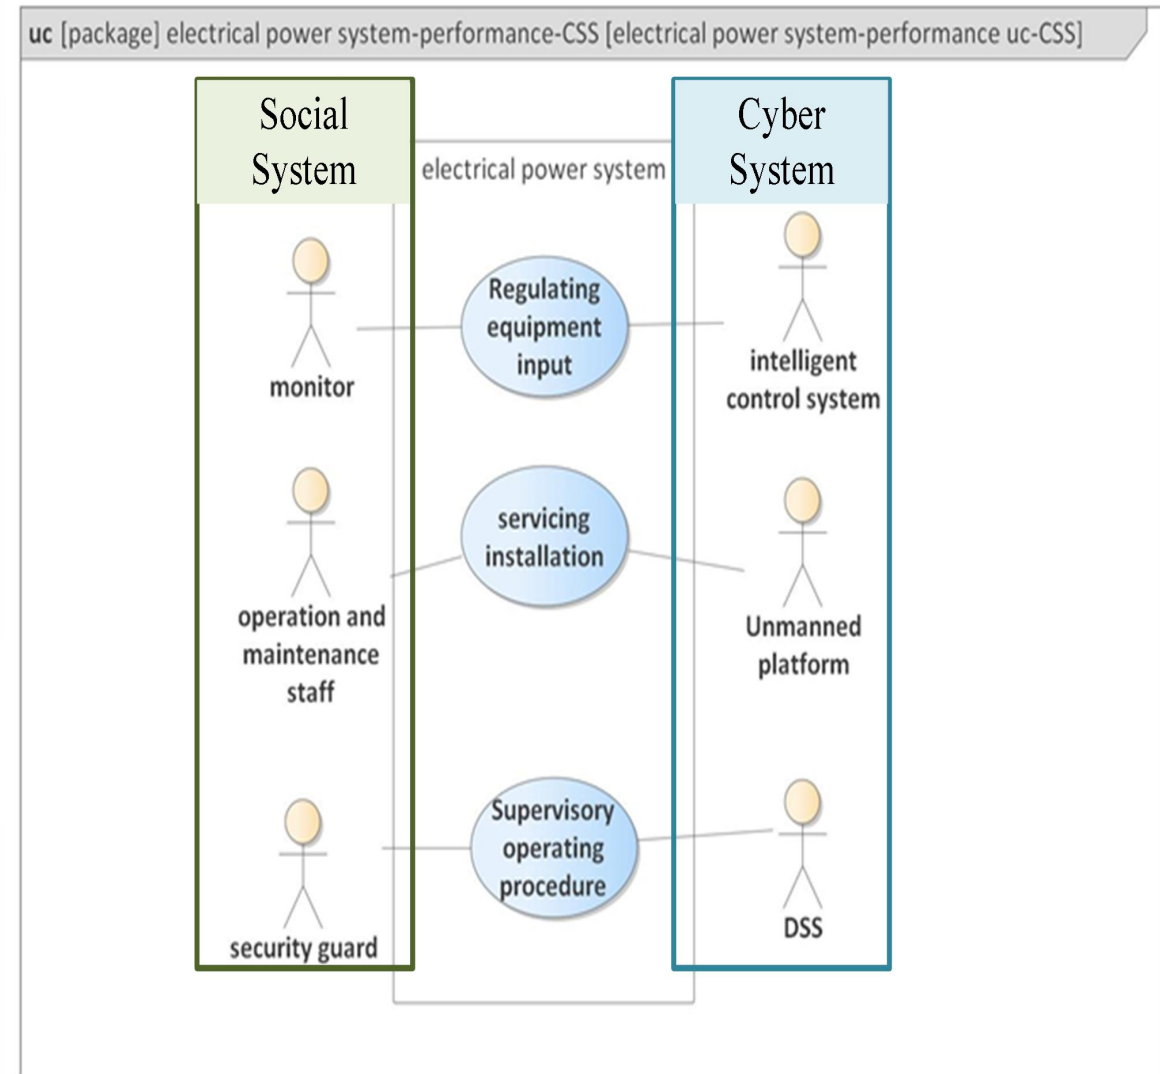 uc [package] electrical power system-performance-CSS [electrical power system-performance uc-CSS]
Social
System
electrical power system
Cyber
System
monitor
Regulating
equipment
input
intelligent
control system
operation and
maintenance
staff
servicing
installation
Unmanned
platform
security guard
Supervisory
operating
procedure
DSS